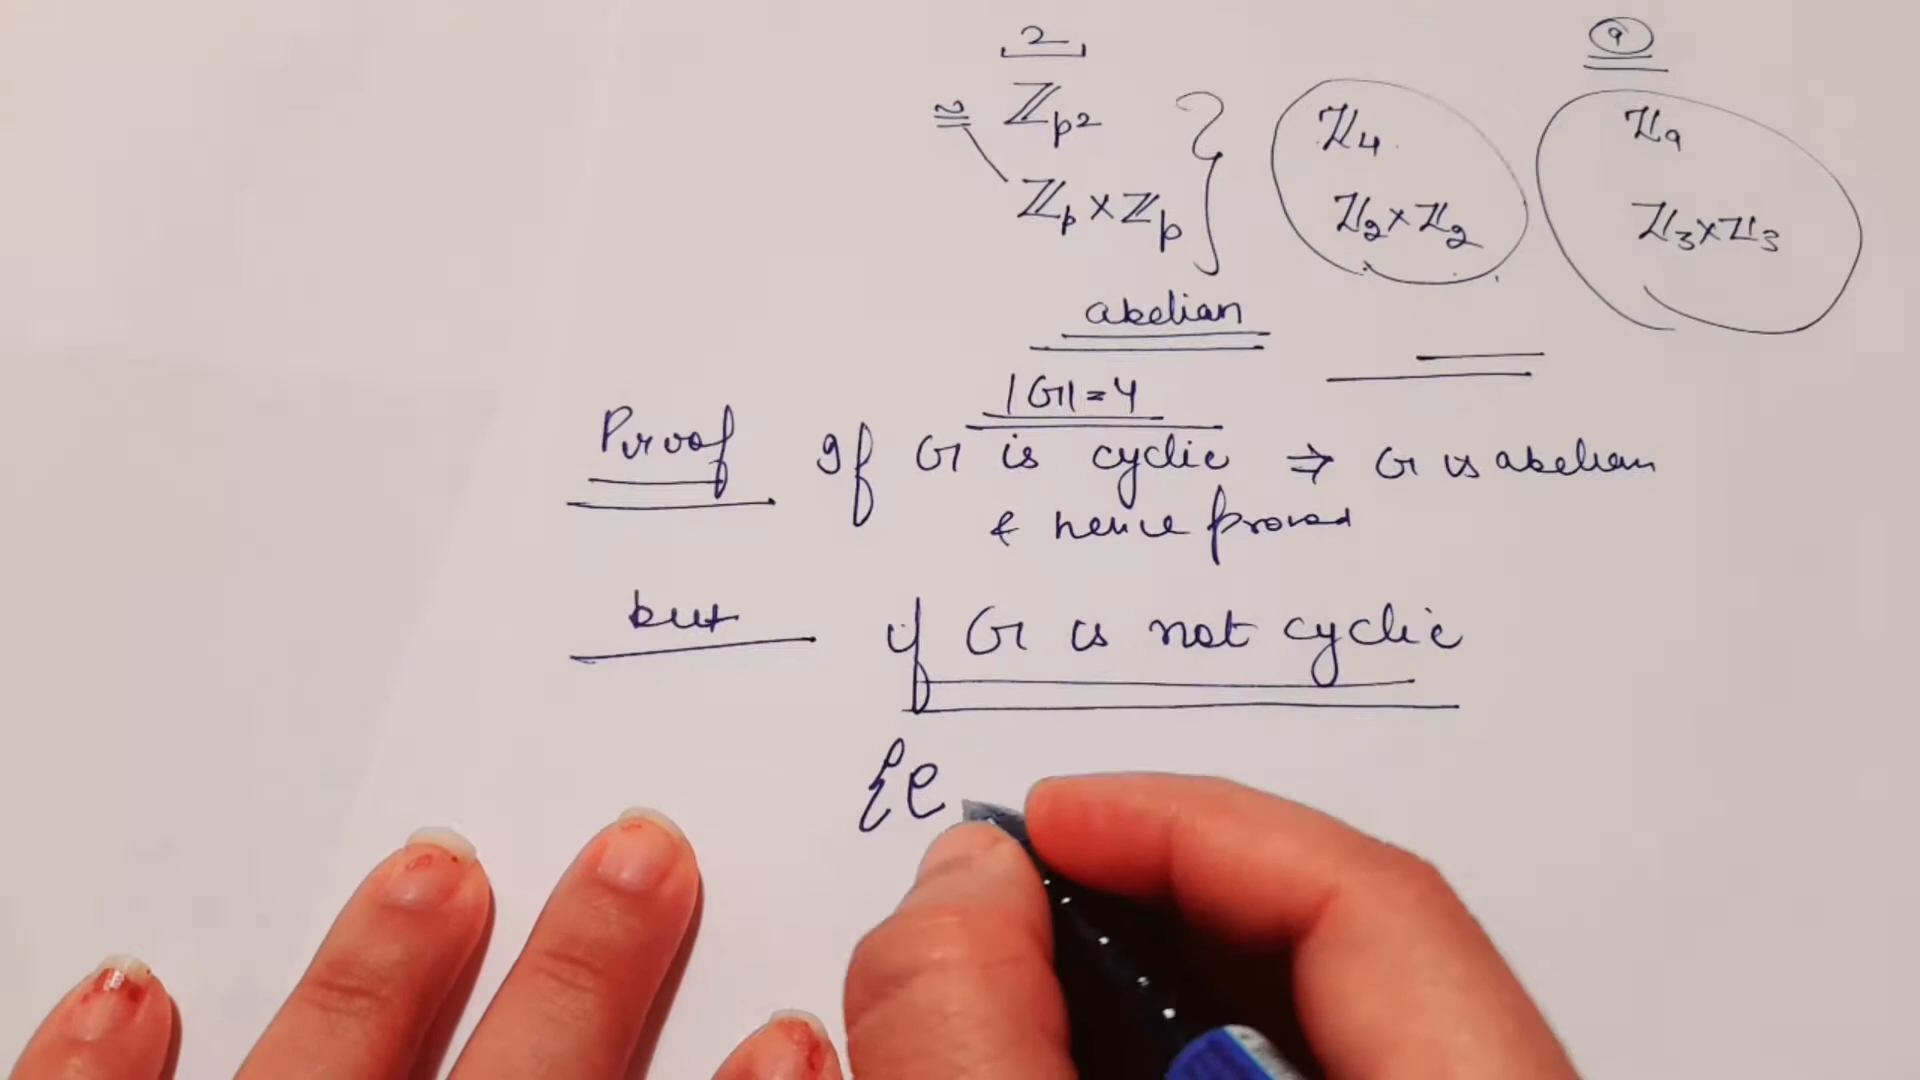 2
≅ ℤp²
ℤp × ℤp
ℤ4
ℤ2 × ℤ2
9
ℤ9
ℤ3 × ℤ3
abelian
|G| = 4
Proof If G is cyclic ⇒ G is abelian
& hence proved
but if G is not cyclic
{e